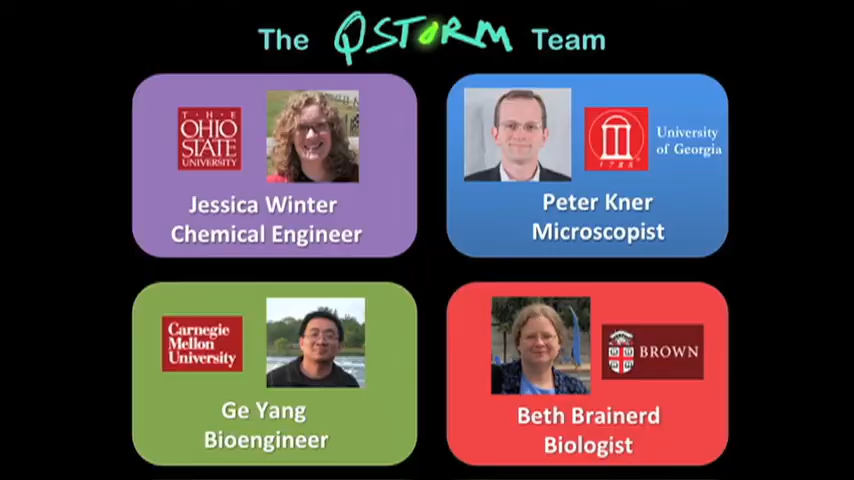 The QSTORM Team
T·H·E
OHIO
STATE
UNIVERSITY
Jessica Winter
Chemical Engineer
University
of Georgia
Peter Kner
Microscopist
Carnegie
Mellon
University
Ge Yang
Bioengineer
BROWN
Beth Brainerd
Biologist